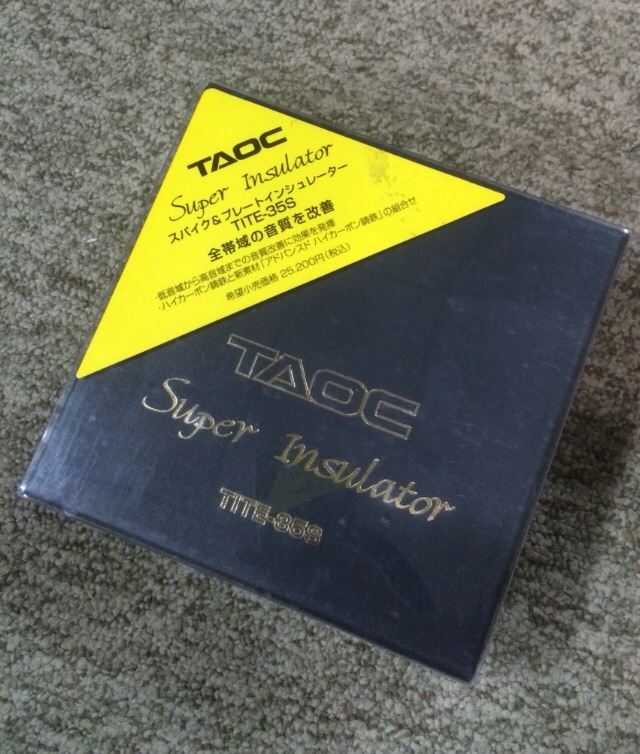 TAOC
Super Insulator
スパイク&プレートインシュレーター
TITE-35S
全帯域の音質を改善
・低音域から高音域までの音質改善に効果を発揮
・ハイカーボン鋳鉄と新素材「アドバンスド ハイカーボン鋳鉄」の組合せ
希望小売価格 25,200円(税込)
TAOC
Super Insulator
TITE-35S